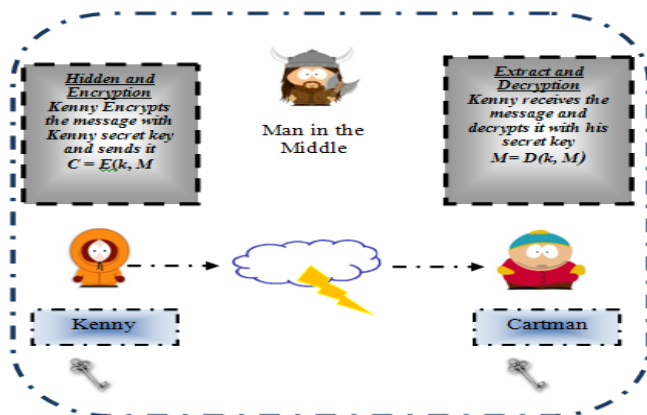 Hidden and
Encryption
Kenny Encrypts
the message with
Kenny secret key
and sends it
C = E(k, M
Man in the
Middle
Extract and
Decryption
Kenny receives the
message and
decrypts it with his
secret key
M= D(k, M)
Kenny
Cartman